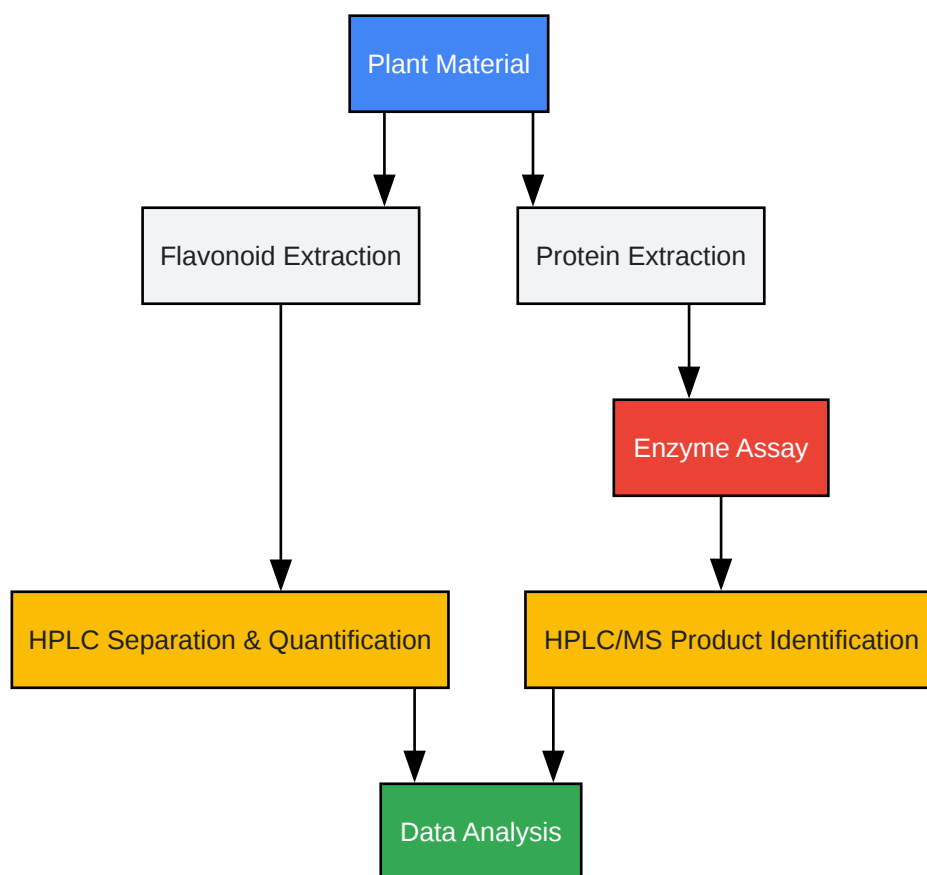 Plant Material
Flavonoid Extraction
Protein Extraction
Enzyme Assay
HPLC Separation & Quantification
HPLC/MS Product Identification
Data Analysis